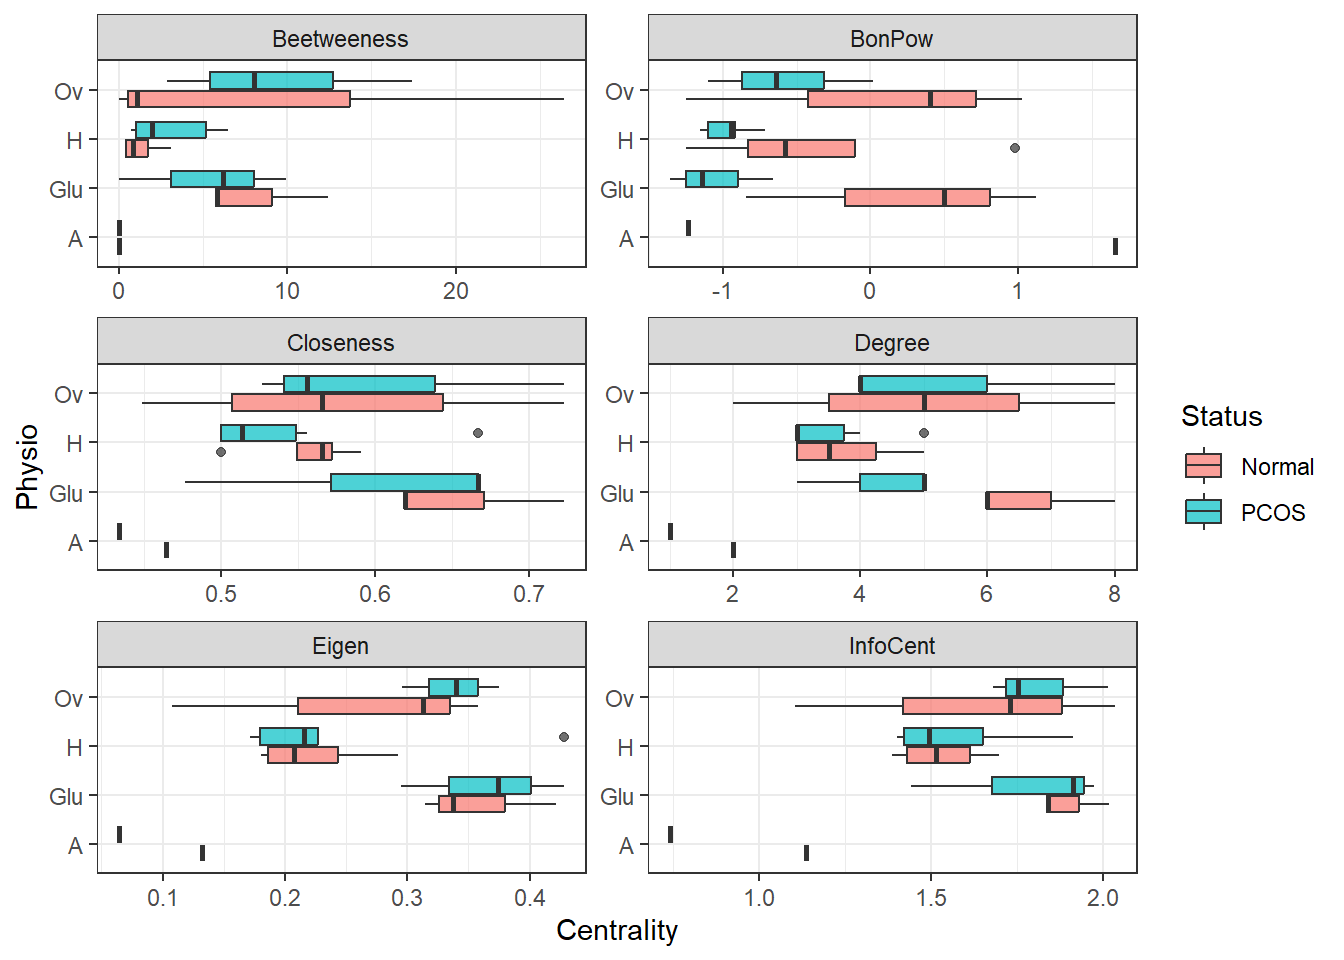 Beetweeness
BonPow
Ov
H
Glu
A
0
10
20
Ov
H
Glu
A
-1
0
1
Closeness
Degree
Ov
H
Glu
A
0.5
0.6
0.7
Ov
H
Glu
A
2
4
6
8
Eigen
InfoCent
Ov
H
Glu
A
0.1
0.2
0.3
0.4
Ov
H
Glu
A
1.0
1.5
2.0
Physio
Centrality
Status
Normal
PCOS